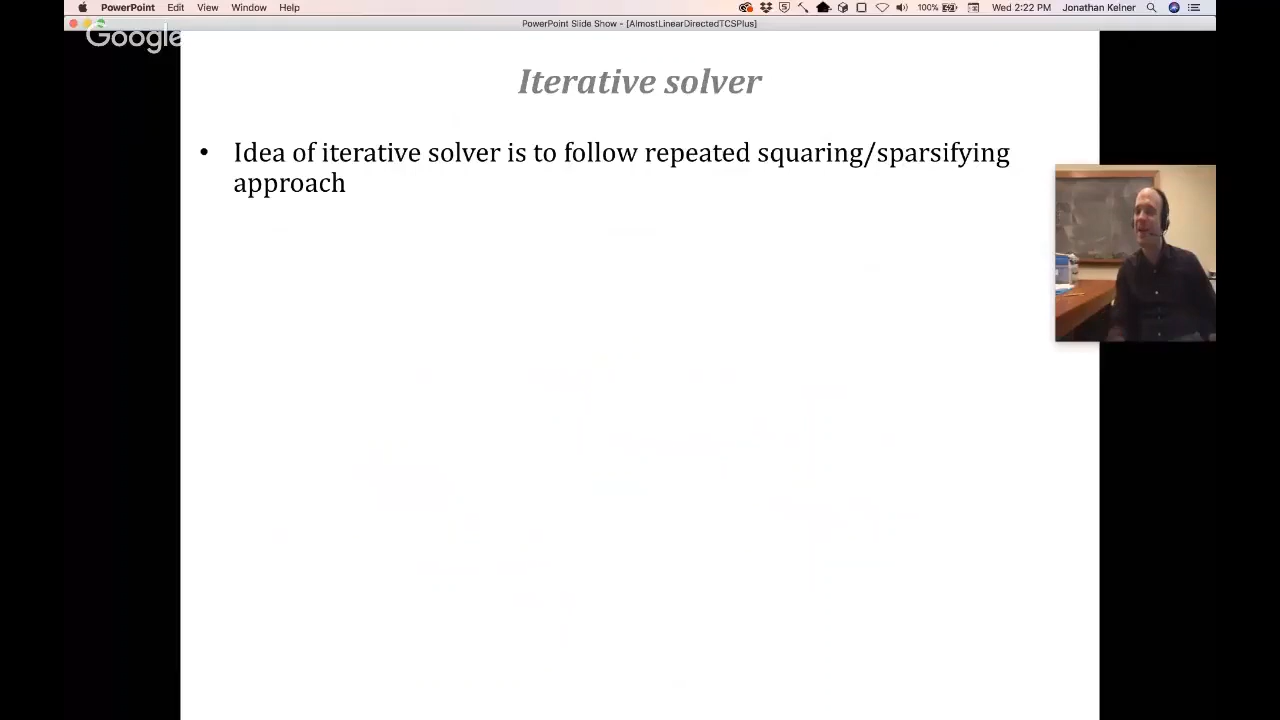 PowerPoint Edit View Window Help 100% Wed 2:22 PM Jonathan Kelner
PowerPoint Slide Show - [AlmostLinearDirectedTCSPlus]
Google
Iterative solver
• Idea of iterative solver is to follow repeated squaring/sparsifying
approach